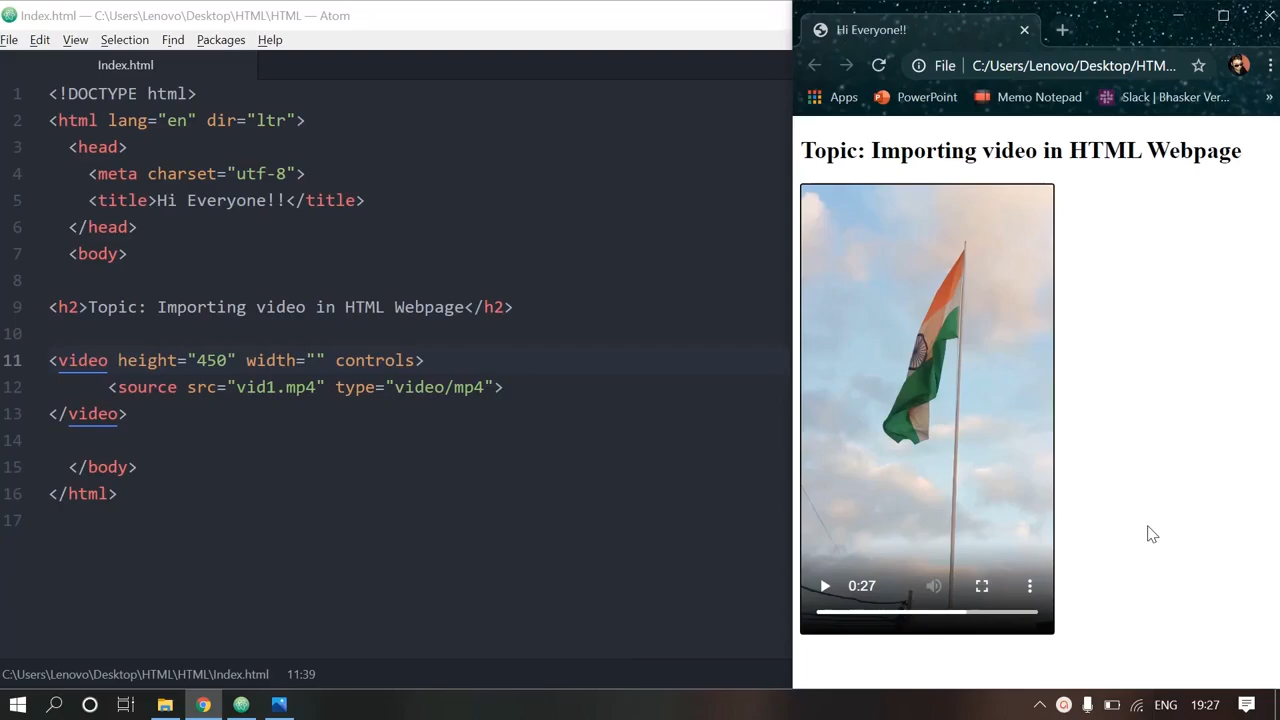 Index.html — C:\Users\Lenovo\Desktop\HTML\HTML — Atom
File Edit View Selection Find Packages Help
Index.html
1 <!DOCTYPE html>
2 <html lang="en" dir="ltr">
3 <head>
4 <meta charset="utf-8">
5 <title>Hi Everyone!!</title>
6 </head>
7 <body>
8
9 <h2>Topic: Importing video in HTML Webpage</h2>
10
11 <video height="450" width="" controls>
12 <source src="vid1.mp4" type="video/mp4">
13 </video>
14
15 </body>
16 </html>
17
C:\Users\Lenovo\Desktop\HTML\HTML\Index.html 11:39
Hi Everyone!!
File C:/Users/Lenovo/Desktop/HTM...
Apps PowerPoint Memo Notepad Slack | Bhasker Ver... »
Topic: Importing video in HTML Webpage
0:27
ENG 19:27